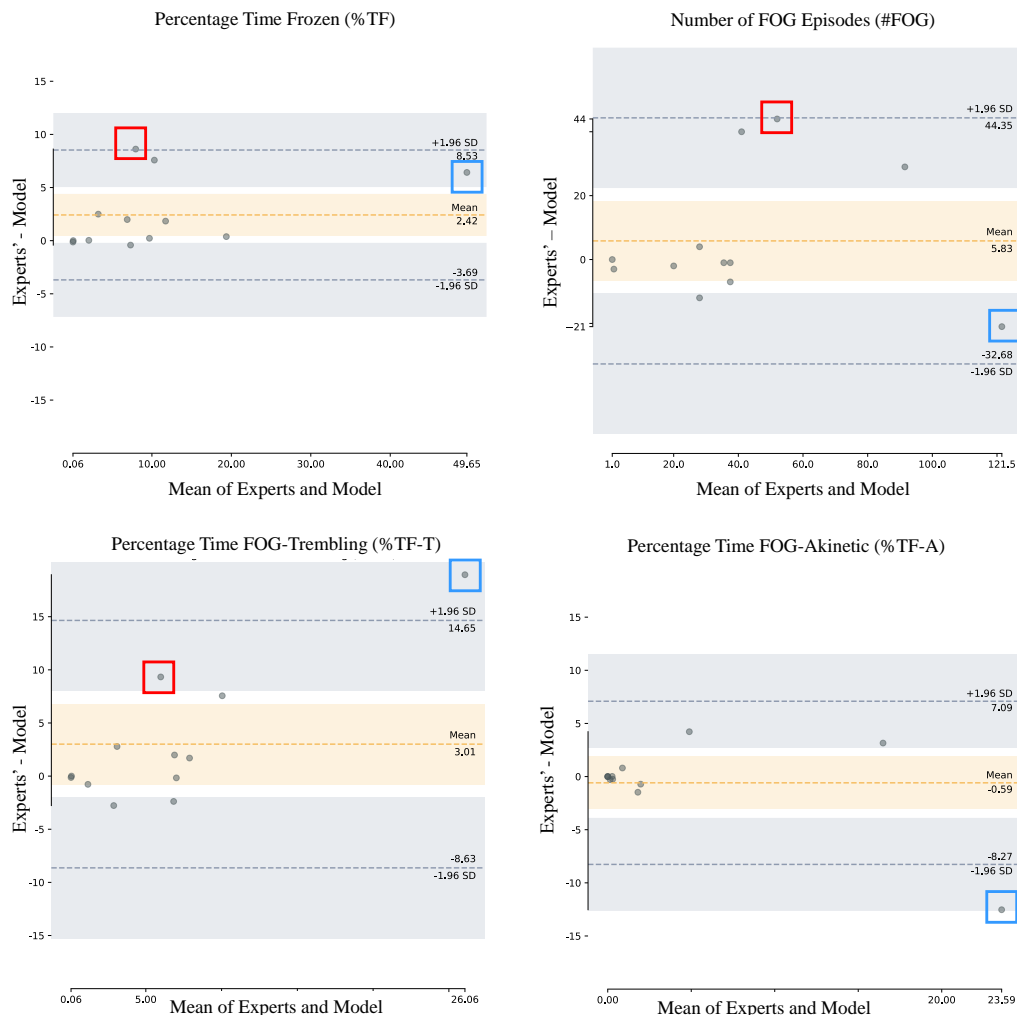 Percentage Time Frozen (%TF)
15
10
5
0
-5
-10
-15
+1.96 SD
8.53
Mean
2.42
-3.69
-1.96 SD
Experts' - Model
0.06
10.00
20.00
30.00
40.00
49.65
Mean of Experts and Model
Number of FOG Episodes (#FOG)
44
20
0
−21
+1.96 SD
44.35
Mean
5.83
-32.68
-1.96 SD
Experts' – Model
1.0
20.0
40.0
60.0
80.0
100.0
121.5
Mean of Experts and Model
Percentage Time FOG-Trembling (%TF-T)
15
10
5
0
-5
-10
-15
+1.96 SD
14.65
Mean
3.01
-8.63
-1.96 SD
Experts' - Model
0.06
5.00
26.06
Mean of Experts and Model
Percentage Time FOG-Akinetic (%TF-A)
15
5
0
-5
-10
-15
+1.96 SD
7.09
Mean
-0.59
-8.27
-1.96 SD
Experts' - Model
0.00
20.00
23.59
Mean of Experts and Model